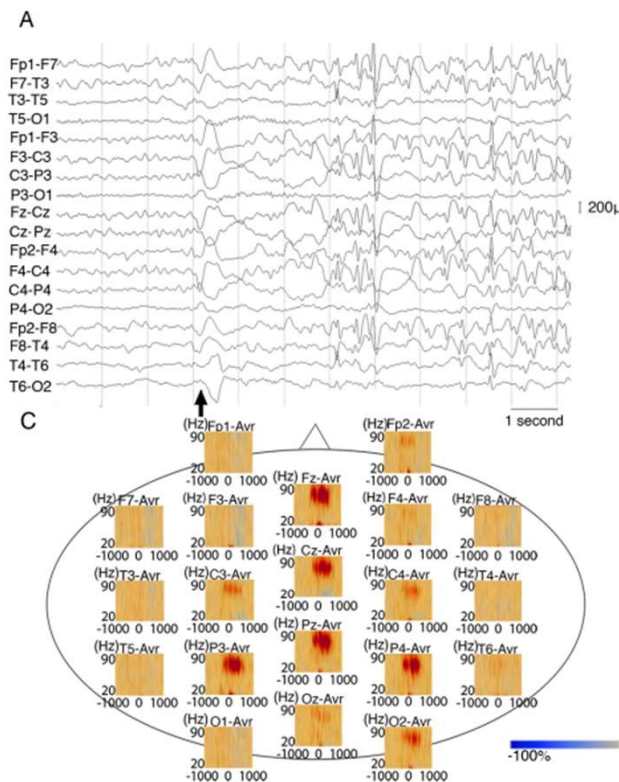 A
Fp1-F7
F7-T3
T3-T5
T5-O1
Fp1-F3
F3-C3
C3-P3
P3-O1
Fz-Cz
Cz-Pz
Fp2-F4
F4-C4
C4-P4
P4-O2
Fp2-F8
F8-T4
T4-T6
T6-O2
200μ
1 second
C
(Hz) Fp1-Avr
90
20
-1000 0 1000
(Hz) Fp2-Avr
90
20
-1000 0 1000
(Hz) Fz-Avr
90
20
-1000 0 1000
(Hz) F7-Avr
90
20
-1000 0 1000
(Hz) F3-Avr
90
20
-1000 0 1000
(Hz) F4-Avr
90
20
-1000 0 1000
(Hz) F8-Avr
90
20
-1000 0 1000
(Hz) Cz-Avr
90
20
-1000 0 1000
(Hz) T3-Avr
90
20
-1000 0 1000
(Hz) C3-Avr
90
20
-1000 0 1000
(Hz) C4-Avr
90
20
-1000 0 1000
(Hz) T4-Avr
90
20
-1000 0 1000
(Hz) Pz-Avr
90
20
-1000 0 1000
(Hz) T5-Avr
90
20
-1000 0 1000
(Hz) P3-Avr
90
20
-1000 0 1000
(Hz) P4-Avr
90
20
-1000 0 1000
(Hz) T6-Avr
90
20
-1000 0 1000
(Hz) Oz-Avr
90
20
-1000 0 1000
(Hz) O1-Avr
90
20
-1000 0 1000
(Hz) O2-Avr
90
20
-1000 0 1000
-100%